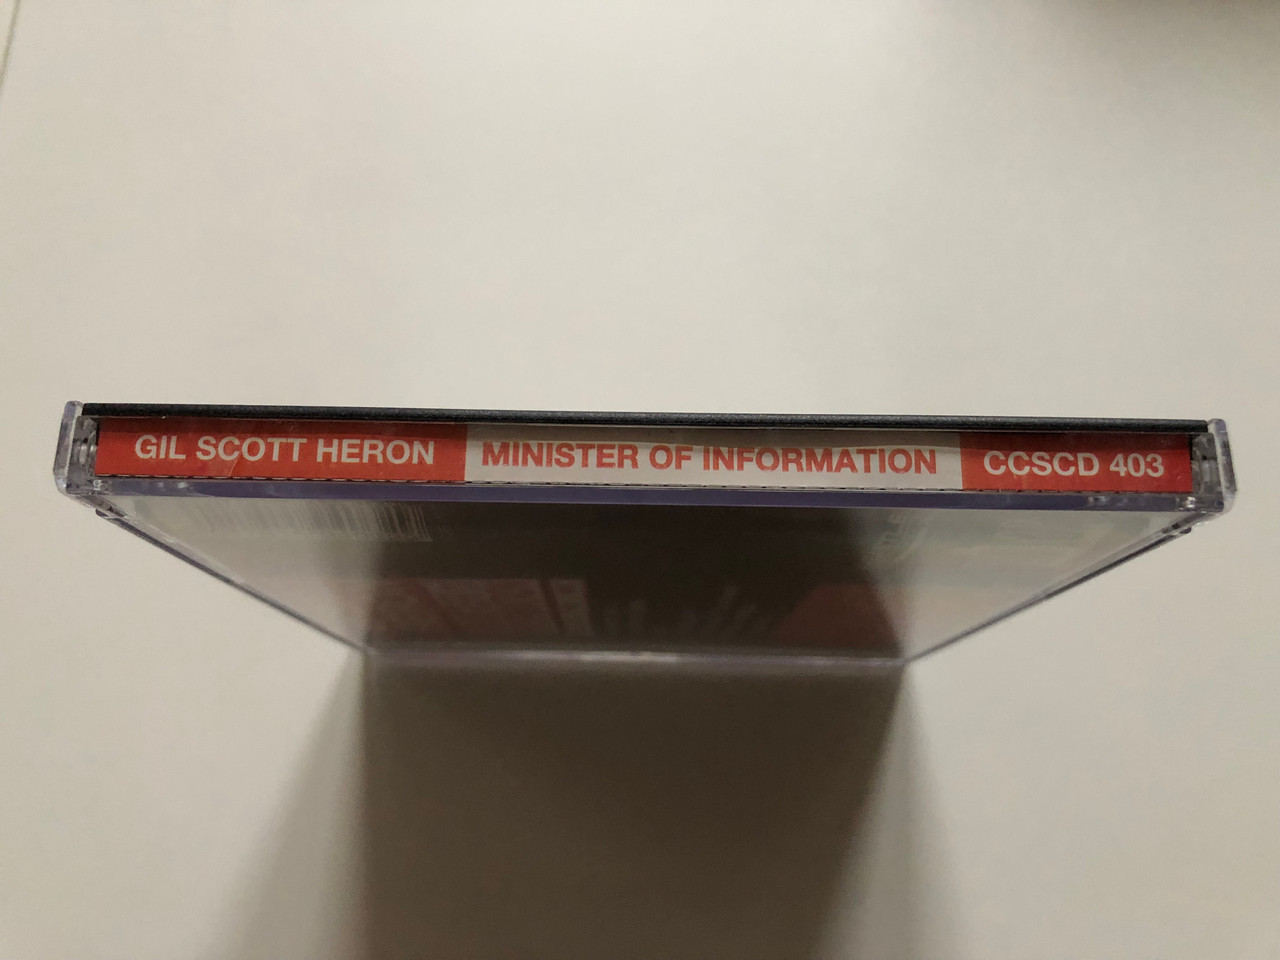 GIL SCOTT HERON MINISTER OF INFORMATION CCSCD 403